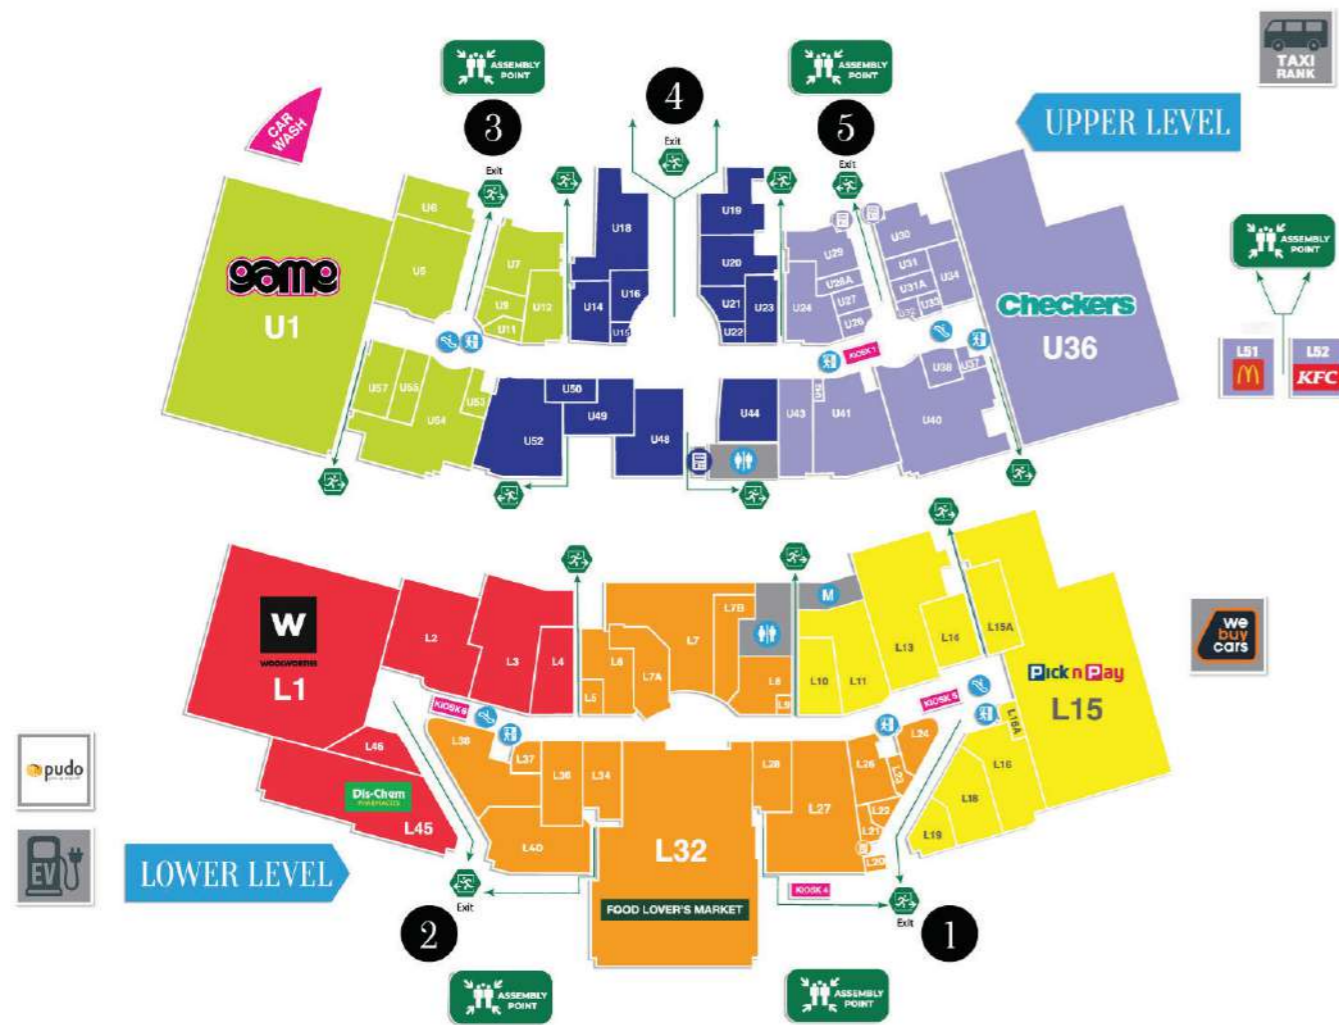 TAXI
RANK
ASSEMBLY
POINT
3
4
ASSEMBLY
POINT
5
UPPER LEVEL
CAR
WASH
Exit
Exit
Exit
game
U1
U6
U5
U7
U9
U11
U12
U18
U14
U16
U15
U19
U20
U21
U22
U23
U24
U29
U28A
U27
U26
U30
U31
U31A
U33
U34
Checkers
U36
KIOSK 1
ASSEMBLY
POINT
L51
L52
KFC
U57
U55
U54
U53
U52
U50
U49
U48
U44
U43
U41
U40
U38
U37
W
WOOLWORTHS
L1
L2
L3
L4
L5
L6
L7A
L7
L7B
L8
L9
M
L10
L11
L13
L14
L15A
Pick n Pay
L15
we
buy
cars
KIOSK 6
KIOSK 5
L46
Dis-Chem
PHARMACIES
L45
L38
L37
L36
L34
L40
L32
FOOD LOVER'S MARKET
L28
L27
L26
L24
L23
L22
L21
L20
L19
L18
L16
L16A
pudo
EV
LOWER LEVEL
KIOSK 4
Exit
Exit
2
1
ASSEMBLY
POINT
ASSEMBLY
POINT